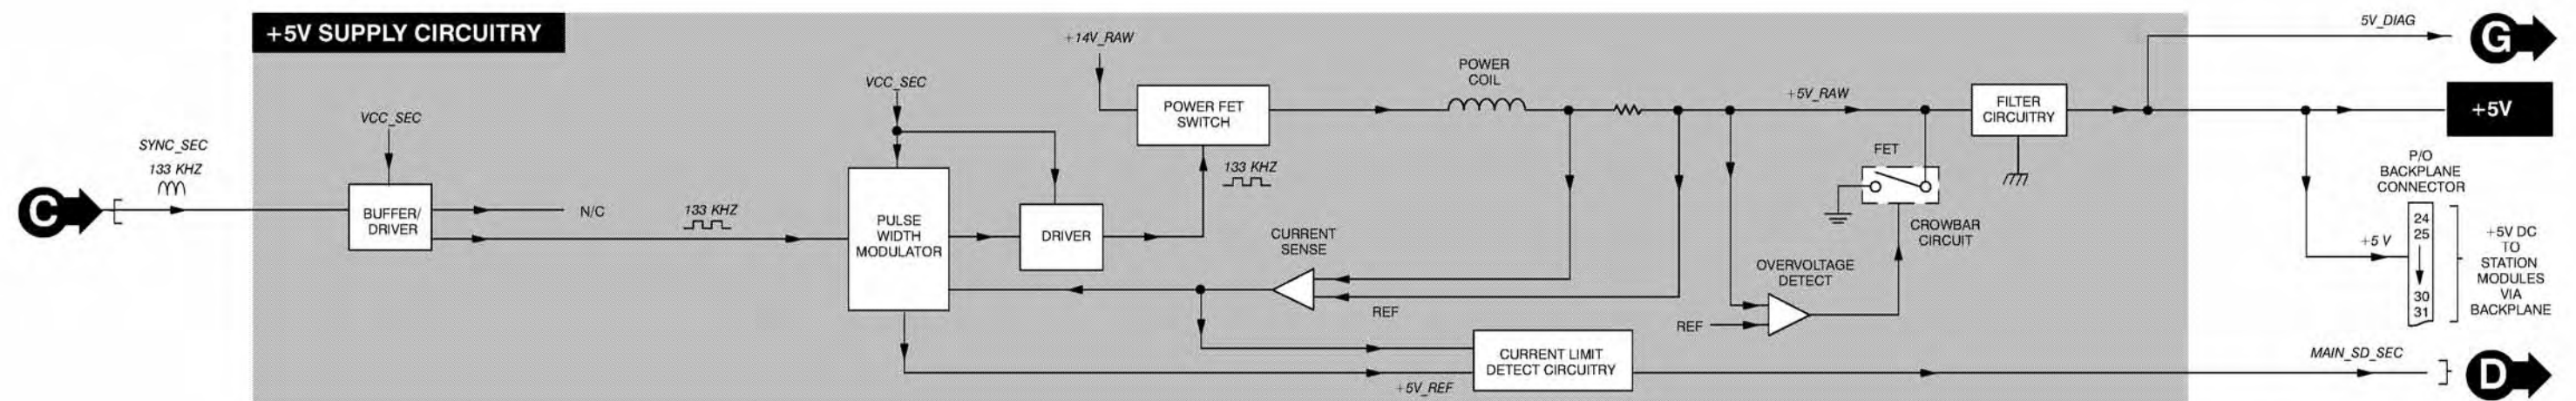 +5V SUPPLY CIRCUITRY
C
SYNC_SEC
133 KHZ
VCC_SEC
BUFFER/
DRIVER
N/C
133 KHZ
VCC_SEC
PULSE
WIDTH
MODULATOR
DRIVER
+14V_RAW
POWER FET
SWITCH
133 KHZ
CURRENT
SENSE
REF
POWER
COIL
+5V_RAW
FET
CROWBAR
CIRCUIT
OVERVOLTAGE
DETECT
REF
CURRENT LIMIT
DETECT CIRCUITRY
+5V_REF
FILTER
CIRCUITRY
5V_DIAG
G
+5V
P/O
BACKPLANE
CONNECTOR
24
25
30
31
+5 V
+5V DC
TO
STATION
MODULES
VIA
BACKPLANE
MAIN_SD_SEC
D